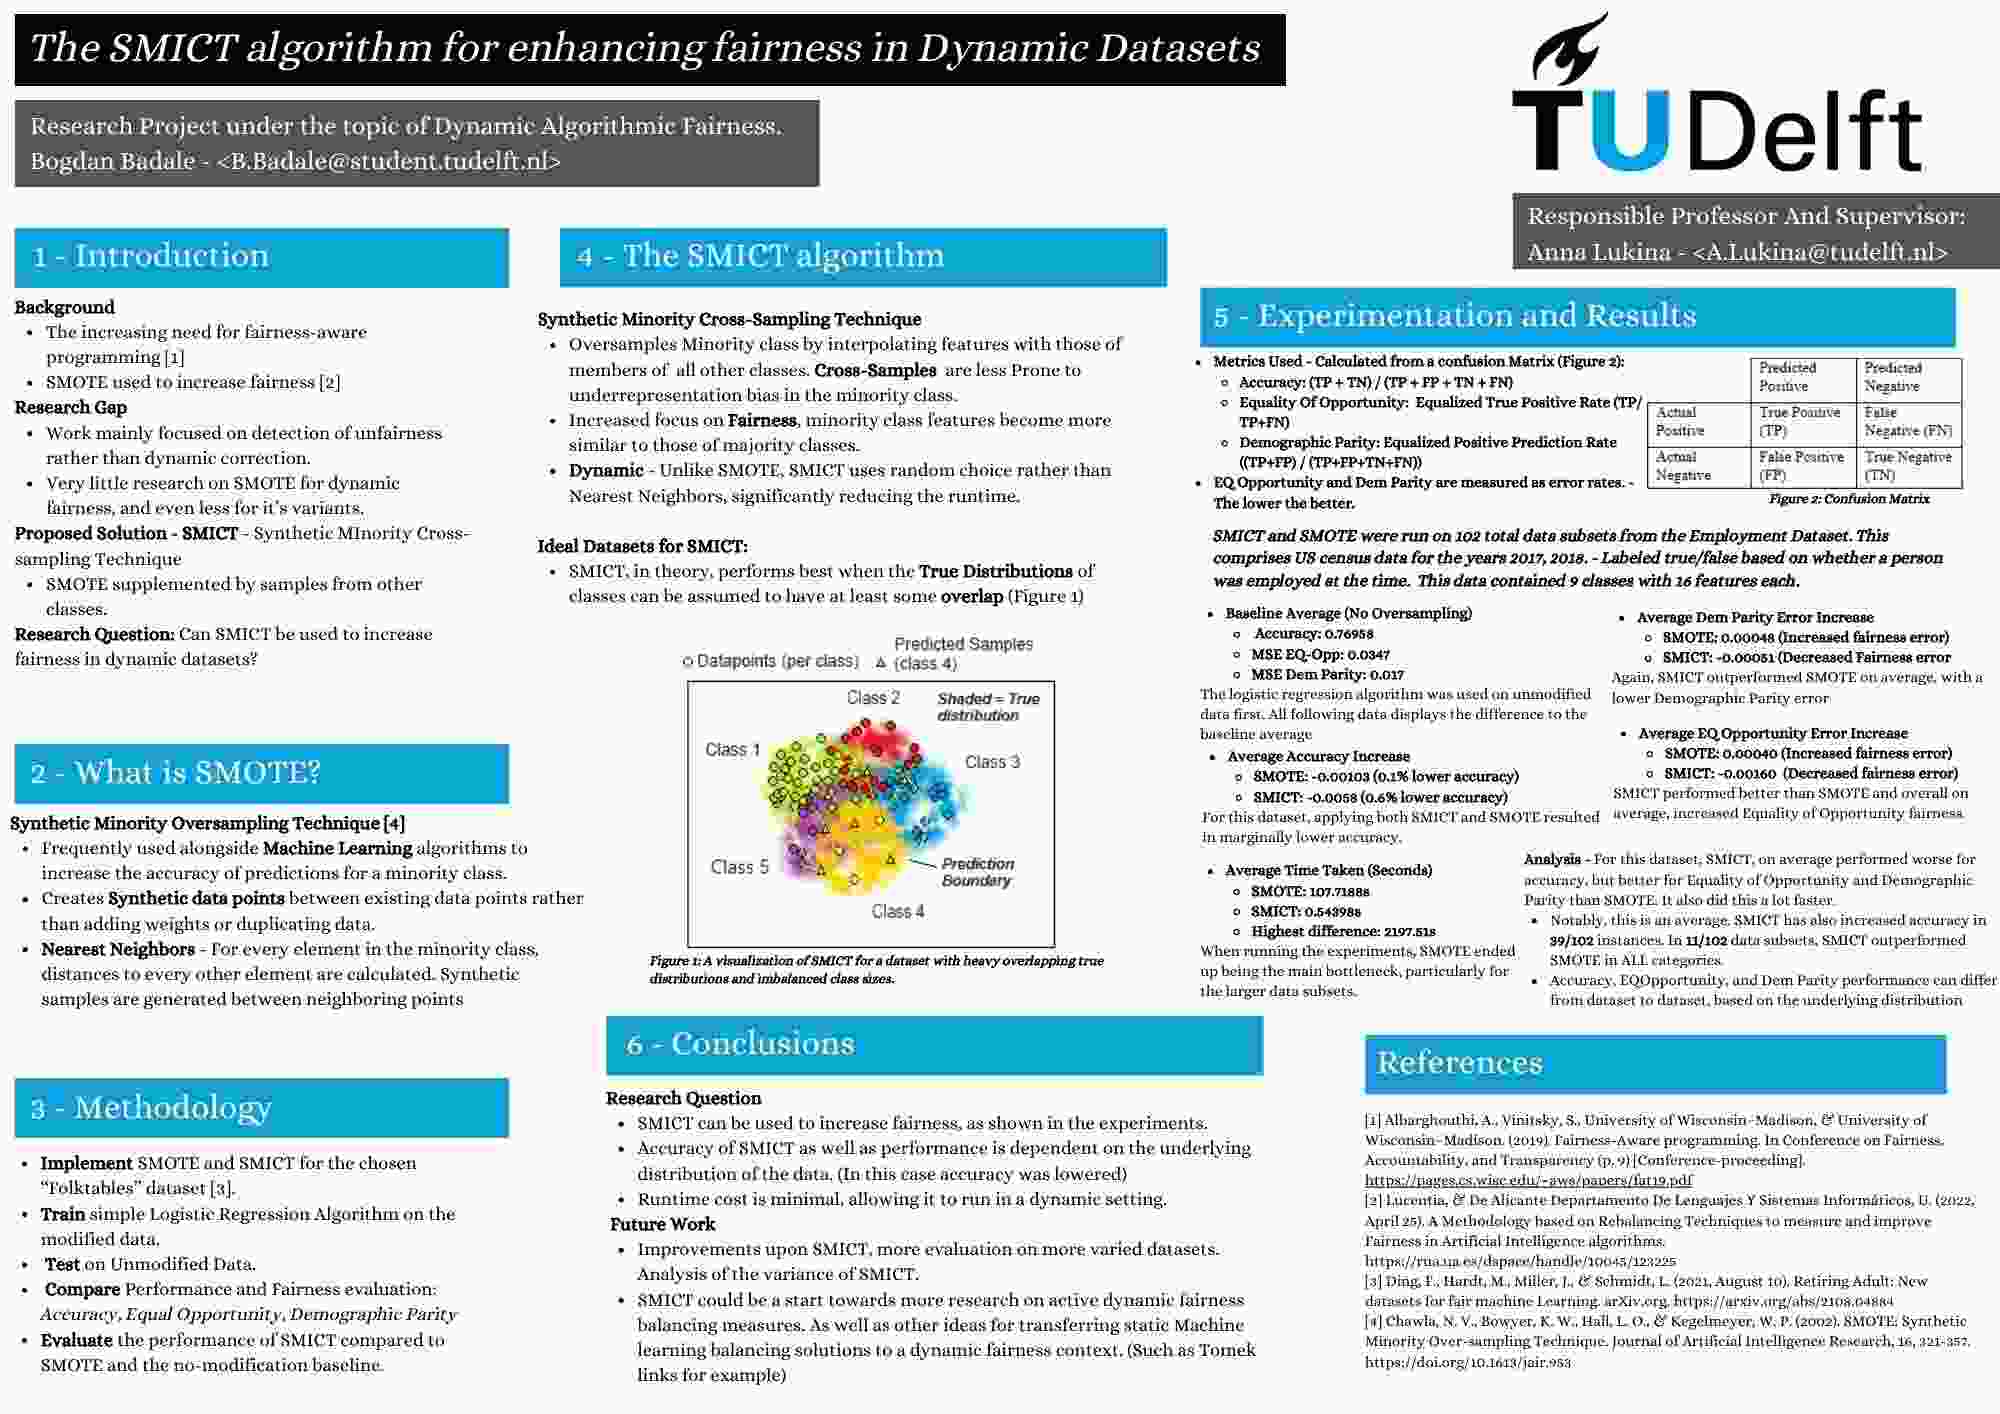 The SMICT algorithm for enhancing fairness in Dynamic Datasets
Research Project under the topic of Dynamic Algorithmic Fairness.
Bogdan Badale - <B.Badale@student.tudelft.nl>
TU Delft
Responsible Professor And Supervisor:
Anna Lukina - <A.Lukina@tudelft.nl>
1 - Introduction
Background
• The increasing need for fairness-aware
programming [1]
• SMOTE used to increase fairness [2]
Research Gap
• Work mainly focused on detection of unfairness
rather than dynamic correction.
• Very little research on SMOTE for dynamic
fairness, and even less for it's variants.
Proposed Solution - SMICT - Synthetic MInority Cross-
sampling Technique
• SMOTE supplemented by samples from other
classes.
Research Question: Can SMICT be used to increase
fairness in dynamic datasets?
2 - What is SMOTE?
Synthetic Minority Oversampling Technique [4]
• Frequently used alongside Machine Learning algorithms to
increase the accuracy of predictions for a minority class.
• Creates Synthetic data points between existing data points rather
than adding weights or duplicating data.
• Nearest Neighbors - For every element in the minority class,
distances to every other element are calculated. Synthetic
samples are generated between neighboring points
3 - Methodology
• Implement SMOTE and SMICT for the chosen
"Folktables" dataset [3].
• Train simple Logistic Regression Algorithm on the
modified data.
• Test on Unmodified Data.
• Compare Performance and Fairness evaluation:
Accuracy, Equal Opportunity, Demographic Parity
• Evaluate the performance of SMICT compared to
SMOTE and the no-modification baseline.
4 - The SMICT algorithm
Synthetic Minority Cross-Sampling Technique
• Oversamples Minority class by interpolating features with those of
members of all other classes. Cross-Samples are less Prone to
underrepresentation bias in the minority class.
• Increased focus on Fairness, minority class features become more
similar to those of majority classes.
• Dynamic - Unlike SMOTE, SMICT uses random choice rather than
Nearest Neighbors, significantly reducing the runtime.
Ideal Datasets for SMICT:
• SMICT, in theory, performs best when the True Distributions of
classes can be assumed to have at least some overlap (Figure 1)
Datapoints (per class)
Predicted Samples
(class 4)
Class 2
Shaded = True
distribution
Class 1
Class 3
Class 5
Prediction
Boundary
Class 4
Figure 1: A visualization of SMICT for a dataset with heavy overlapping true
distributions and imbalanced class sizes.
5 - Experimentation and Results
• Metrics Used - Calculated from a confusion Matrix (Figure 2):
◦ Accuracy: (TP + TN) / (TP + FP + TN + FN)
◦ Equality Of Opportunity: Equalized True Positive Rate (TP/
TP+FN)
◦ Demographic Parity: Equalized Positive Prediction Rate
((TP+FP) / (TP+FP+TN+FN))
• EQ Opportunity and Dem Parity are measured as error rates. -
The lower the better.
Predicted
Positive
Predicted
Negative
Actual
Positive
True Positive
(TP)
False
Negative (FN)
Actual
Negative
False Positive
(FP)
True Negative
(TN)
Figure 2: Confusion Matrix
SMICT and SMOTE were run on 102 total data subsets from the Employment Dataset. This
comprises US census data for the years 2017, 2018. - Labeled true/false based on whether a person
was employed at the time. This data contained 9 classes with 16 features each.
• Baseline Average (No Oversampling)
◦ Accuracy: 0.76958
◦ MSE EQ-Opp: 0.0347
◦ MSE Dem Parity: 0.017
The logistic regression algorithm was used on unmodified
data first. All following data displays the difference to the
baseline average
• Average Accuracy Increase
◦ SMOTE: -0.00103 (0.1% lower accuracy)
◦ SMICT: -0.0058 (0.6% lower accuracy)
For this dataset, applying both SMICT and SMOTE resulted
in marginally lower accuracy.
• Average Time Taken (Seconds)
◦ SMOTE: 107.7188s
◦ SMICT: 0.54398s
◦ Highest difference: 2197.51s
When running the experiments, SMOTE ended
up being the main bottleneck, particularly for
the larger data subsets.
• Average Dem Parity Error Increase
◦ SMOTE: 0.00048 (Increased fairness error)
◦ SMICT: -0.00051 (Decreased Fairness error
Again, SMICT outperformed SMOTE on average, with a
lower Demographic Parity error
• Average EQ Opportunity Error Increase
◦ SMOTE: 0.00040 (Increased fairness error)
◦ SMICT: -0.00160 (Decreased fairness error)
SMICT performed better than SMOTE and overall on
average, increased Equality of Opportunity fairness
Analysis - For this dataset, SMICT, on average performed worse for
accuracy, but better for Equality of Opportunity and Demographic
Parity than SMOTE. It also did this a lot faster.
• Notably, this is an average. SMICT has also increased accuracy in
39/102 instances. In 11/102 data subsets, SMICT outperformed
SMOTE in ALL categories.
• Accuracy, EQOpportunity, and Dem Parity performance can differ
from dataset to dataset, based on the underlying distribution
6 - Conclusions
Research Question
• SMICT can be used to increase fairness, as shown in the experiments.
• Accuracy of SMICT as well as performance is dependent on the underlying
distribution of the data. (In this case accuracy was lowered)
• Runtime cost is minimal, allowing it to run in a dynamic setting.
Future Work
• Improvements upon SMICT, more evaluation on more varied datasets.
Analysis of the variance of SMICT.
• SMICT could be a start towards more research on active dynamic fairness
balancing measures. As well as other ideas for transferring static Machine
learning balancing solutions to a dynamic fairness context. (Such as Tomek
links for example)
References
[1] Albarghouthi, A., Vinitsky, S., University of Wisconsin–Madison, & University of
Wisconsin–Madison. (2019). Fairness-Aware programming. In Conference on Fairness,
Accountability, and Transparency (p. 9) [Conference-proceeding].
https://pages.cs.wisc.edu/~aws/papers/fat19.pdf
[2] Lucentia, & De Alicante Departamento De Lenguajes Y Sistemas Informáricos, U. (2022,
April 25). A Methodology based on Rebalancing Techniques to measure and improve
Fairness in Artificial Intelligence algorithms.
https://rua.ua.es/dspace/handle/10045/123225
[3] Ding, F., Hardt, M., Miller, J., & Schmidt, L. (2021, August 10). Retiring Adult: New
datasets for fair machine Learning. arXiv.org. https://arxiv.org/abs/2108.04884
[4] Chawla, N. V., Bowyer, K. W., Hall, L. O., & Kegelmeyer, W. P. (2002). SMOTE: Synthetic
Minority Over-sampling Technique. Journal of Artificial Intelligence Research, 16, 321–357.
https://doi.org/10.1613/jair.953